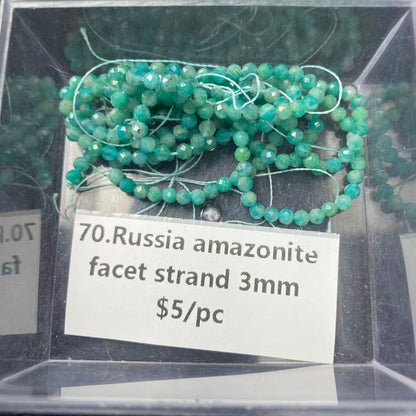 70.Russia amazonite
facet strand 3mm
$5/pc